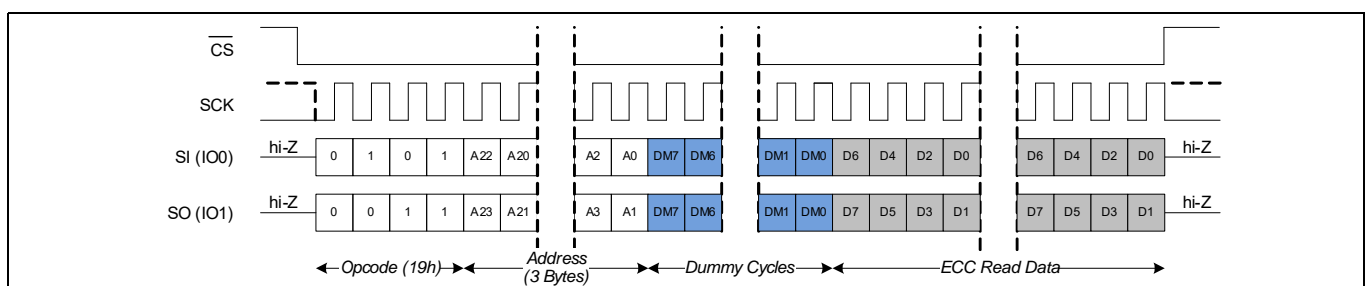 CS
SCK
SI (IO0) hi-Z 0 1 0 1 A22 A20 A2 A0 DM7 DM6 DM1 DM0 D6 D4 D2 D0 D6 D4 D2 D0 hi-Z
SO (IO1) hi-Z 0 0 1 1 A23 A21 A3 A1 DM7 DM6 DM1 DM0 D7 D5 D3 D1 D7 D5 D3 D1 hi-Z
Opcode (19h) Address Dummy Cycles ECC Read Data
(3 Bytes)